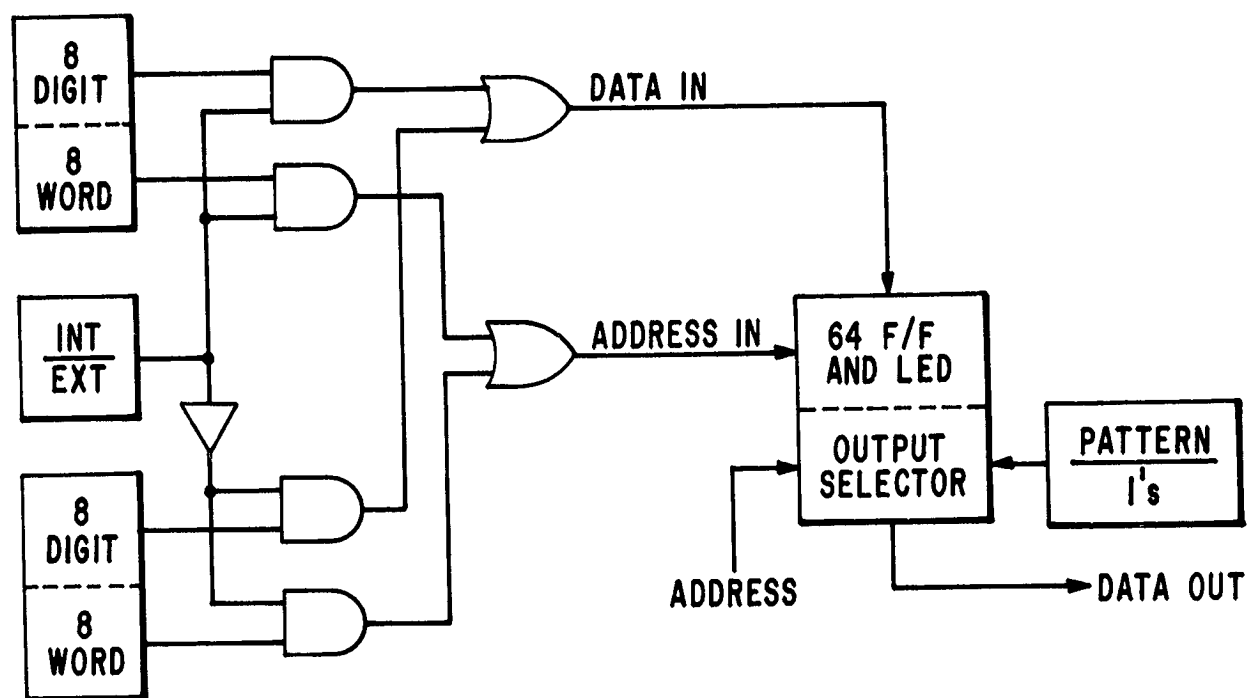 8
DIGIT
8
WORD
INT
EXT
8
DIGIT
8
WORD
DATA IN
ADDRESS IN
64 F/F
AND LED
OUTPUT
SELECTOR
PATTERN
1's
ADDRESS
DATA OUT